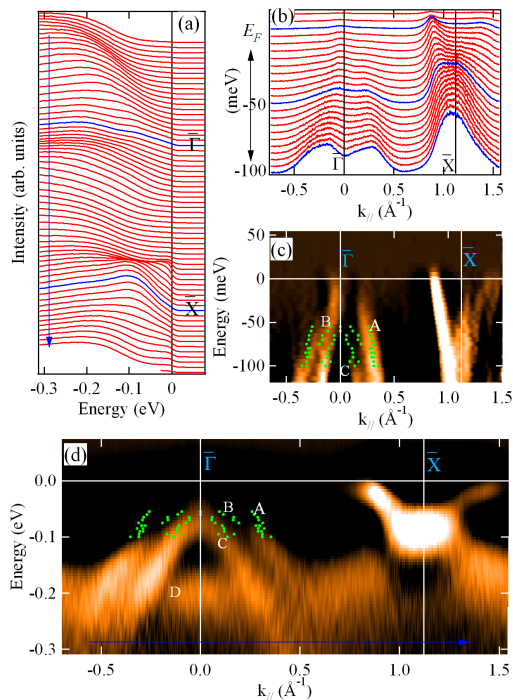 (a)
Intensity (arb. units)
Γ̅
X̅
-0.3 -0.2 -0.1 0
Energy (eV)
(b)
E_F
(meV)
-50
-100
Γ̅
X̅
-0.5 0 0.5 1.0 1.5
k_// (Å⁻¹)
(c)
Γ̅
X̅
50
0
-50
-100
Energy (meV)
B
A
C
-0.5 0.0 0.5 1.0 1.5
k_// (Å⁻¹)
(d)
Γ̅
X̅
0.0
-0.1
-0.2
-0.3
Energy (eV)
B
A
C
D
-0.5 0.0 0.5 1.0 1.5
k_// (Å⁻¹)